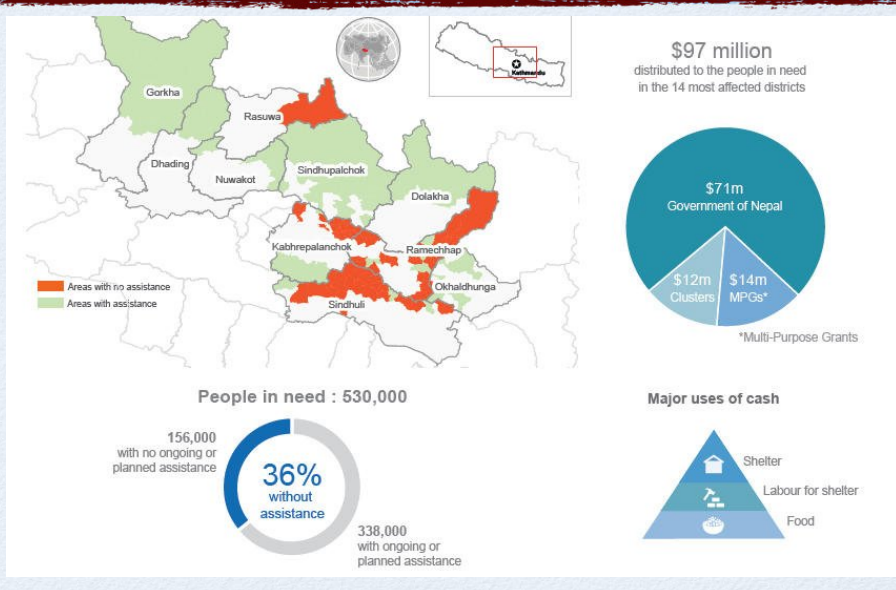 Gorkha
Rasuwa
Dhading
Nuwakot
Sindhupalchok
Dolakha
Kabhrepalanchok
Ramechhap
Okhaldhunga
Sindhuli
Kathmandu
Areas with no assistance
Areas with assistance
$97 million
distributed to the people in need
in the 14 most affected districts
$71m
Government of Nepal
$12m
Clusters
$14m
MPGs*
*Multi-Purpose Grants
People in need : 530,000
156,000
with no ongoing or
planned assistance
36%
without
assistance
338,000
with ongoing or
planned assistance
Major uses of cash
Shelter
Labour for shelter
Food